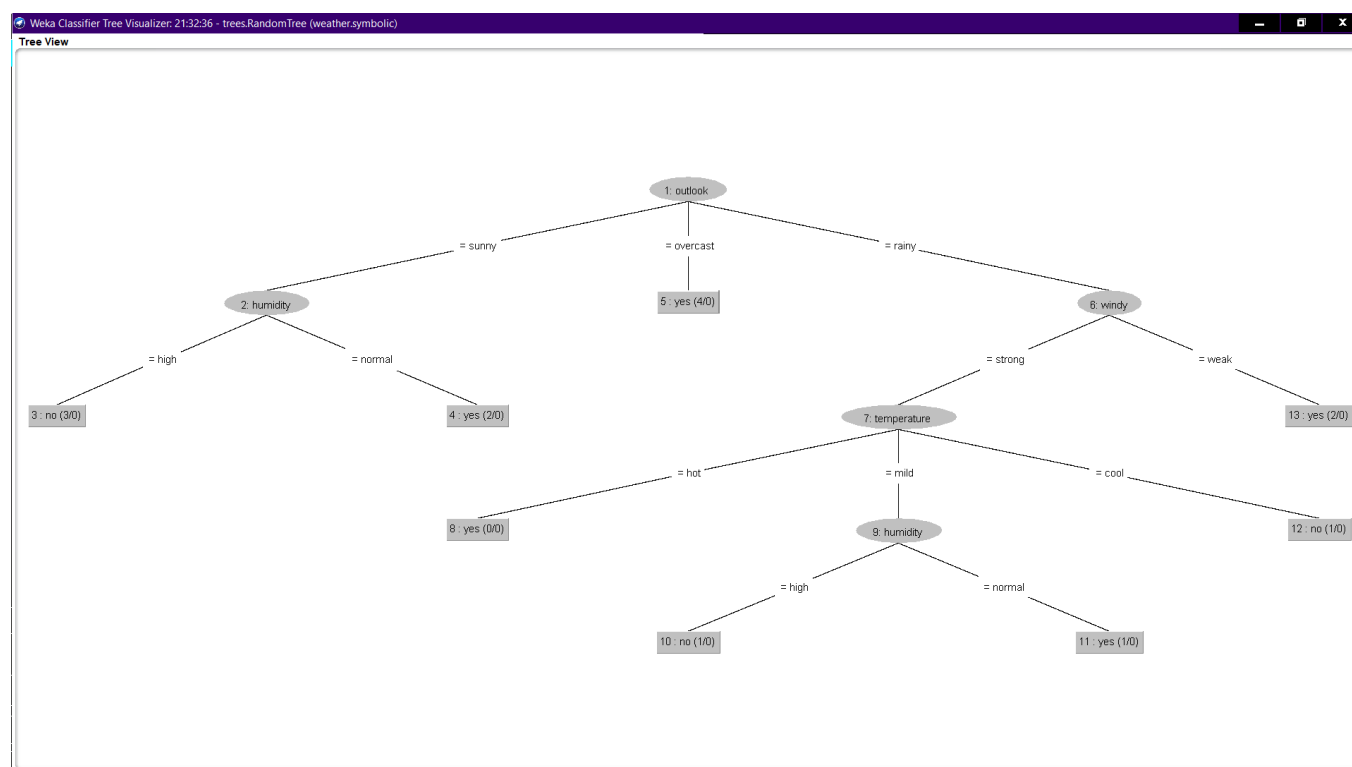 Weka Classifier Tree Visualizer: 21:32:36 - trees.RandomTree (weather.symbolic)
Tree View
1: outlook
= sunny
= overcast
= rainy
2: humidity
5 : yes (4/0)
6: windy
= high
= normal
= strong
= weak
3 : no (3/0)
4 : yes (2/0)
7: temperature
13 : yes (2/0)
= hot
= mild
= cool
8 : yes (0/0)
9: humidity
12 : no (1/0)
= high
= normal
10 : no (1/0)
11 : yes (1/0)